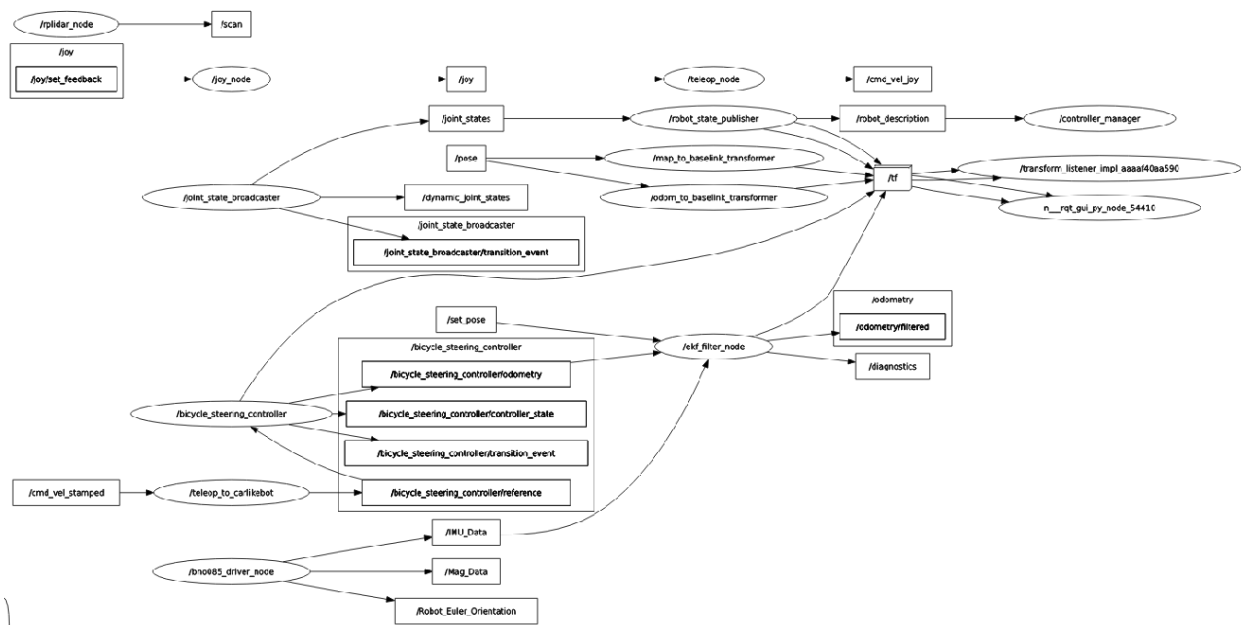 /rplidar_node
/scan
/joy
/joy/set_feedback
/joy_node
/joy
/teleop_node
/cmd_vel_joy
/joint_states
/robot_state_publisher
/robot_description
/controller_manager
/pose
/map_to_baselink_transformer
/tf
/transform_listener_impl_aaaaf40aa590
/joint_state_broadcaster
/dynamic_joint_states
/odom_to_baselink_transformer
n___rqt_gui_py_node_54410
/joint_state_broadcaster
/joint_state_broadcaster/transition_event
/odometry
/odometry/filtered
/set_pose
/ekf_filter_node
/diagnostics
/bicycle_steering_controller
/bicycle_steering_controller/odometry
/bicycle_steering_controller
/bicycle_steering_controller/controller_state
/bicycle_steering_controller/transition_event
/cmd_vel_stamped
/teleop_to_carlikebot
/bicycle_steering_controller/reference
/IMU_Data
/bno085_driver_node
/Mag_Data
/Robot_Euler_Orientation